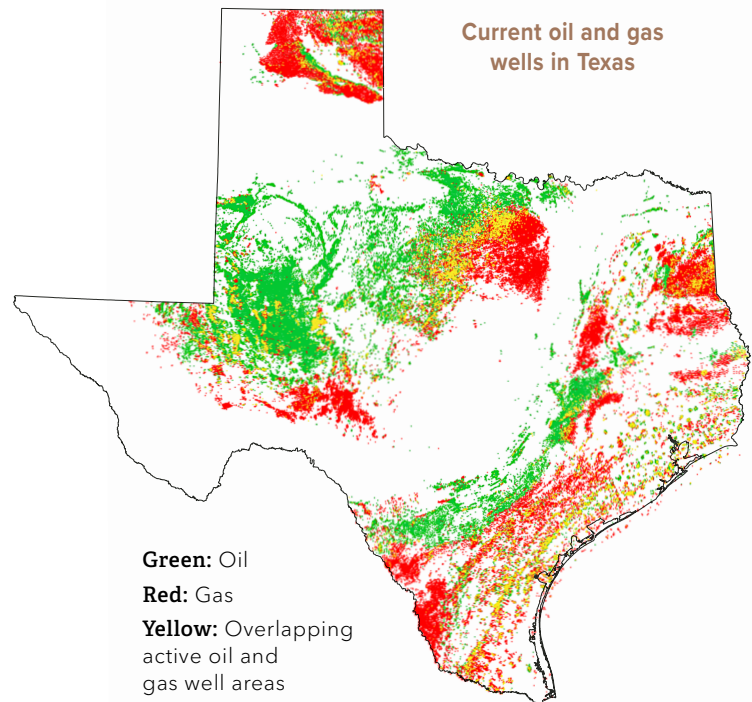 Current oil and gas
wells in Texas
Green: Oil
Red: Gas
Yellow: Overlapping
active oil and
gas well areas